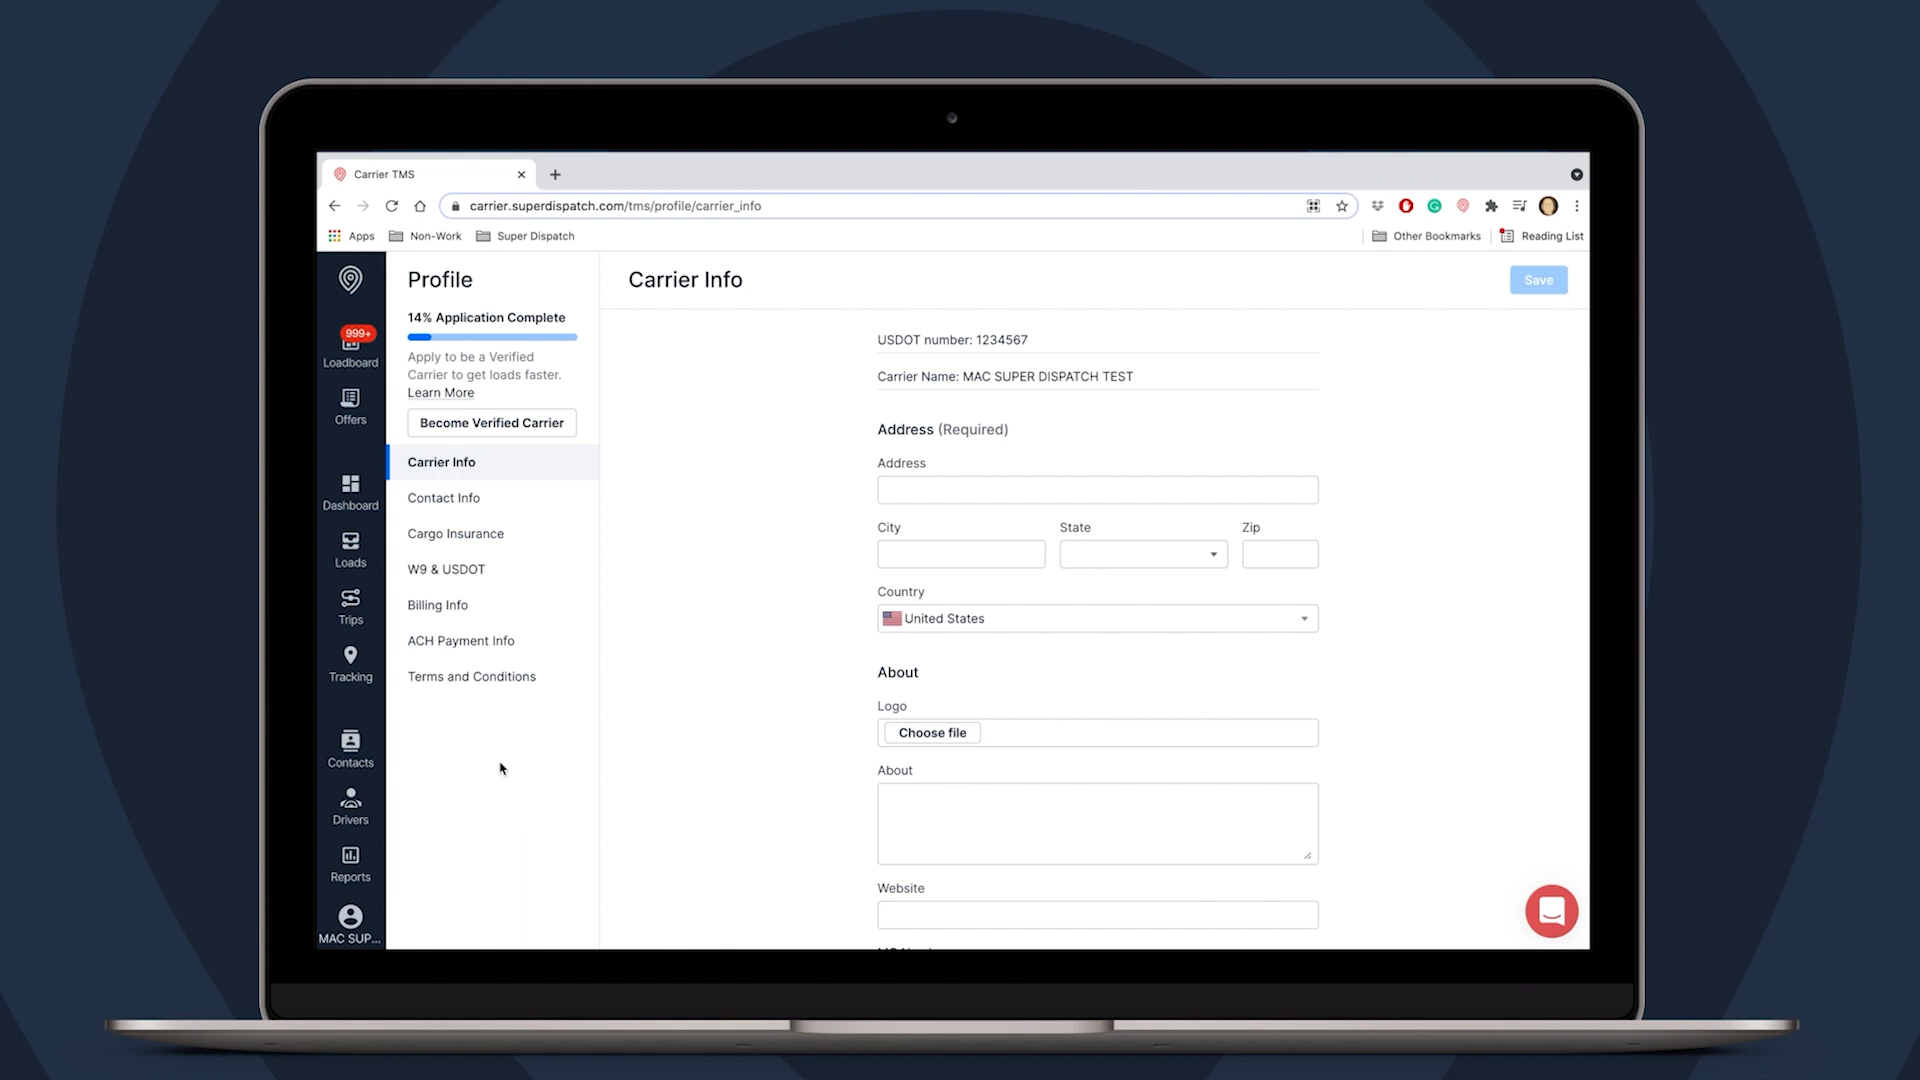 Carrier TMS
carrier.superdispatch.com/tms/profile/carrier_info
Apps Non-Work Super Dispatch Other Bookmarks Reading List
999+
Loadboard
Offers
Dashboard
Loads
Trips
Tracking
Contacts
Drivers
Reports
MAC SUP...
Profile
14% Application Complete
Apply to be a Verified
Carrier to get loads faster.
Learn More
Become Verified Carrier
Carrier Info
Contact Info
Cargo Insurance
W9 & USDOT
Billing Info
ACH Payment Info
Terms and Conditions
Carrier Info
Save
USDOT number: 1234567
Carrier Name: MAC SUPER DISPATCH TEST
Address (Required)
Address
City State Zip
Country
United States
About
Logo
Choose file
About
Website